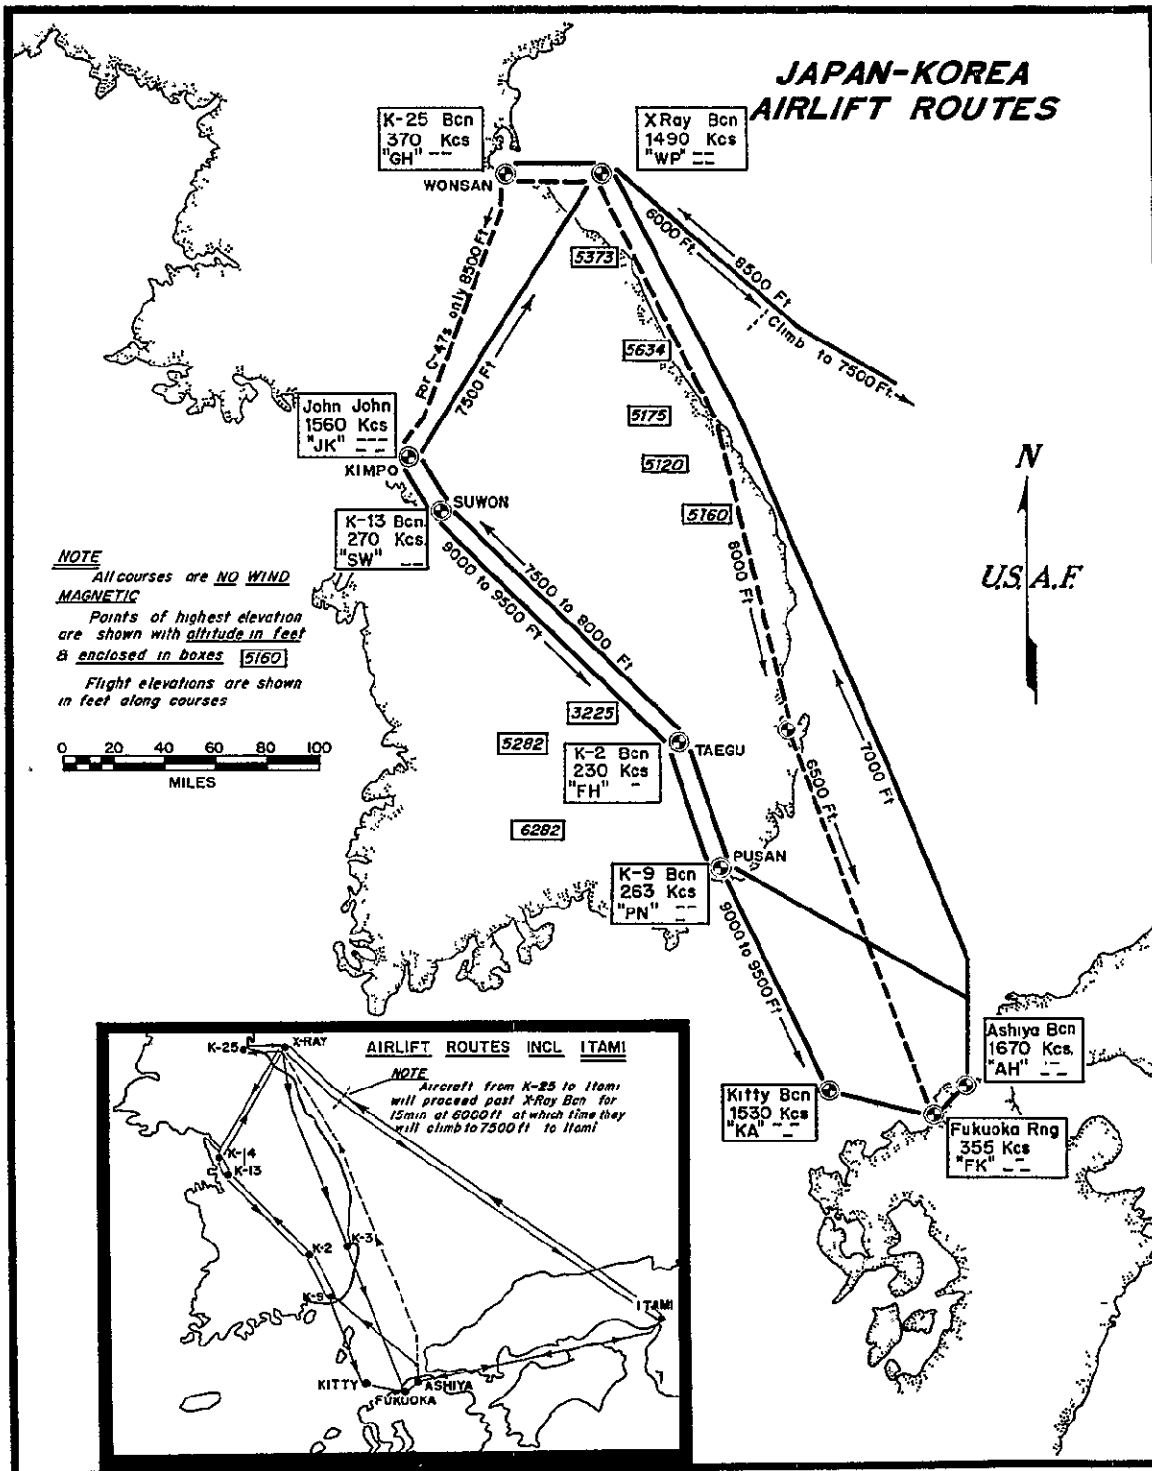 JAPAN-KOREA
AIRLIFT ROUTES
K-25 Bcn
370 Kcs
"GH" -- --
X Ray Bcn
1490 Kcs
"WP" -- --
WONSAN
6000 Ft.
8500 Ft
Climb to 7500 Ft.
5373
For C-47s only 8500 Ft
7500 Ft
5634
5175
5120
5160
John John
1560 Kcs
"JK" --- -- --
KIMPO
SUWON
K-13 Bcn.
270 Kcs.
"SW" -- --
N
U.S.A.F.
NOTE
All courses are NO WIND
MAGNETIC
Points of highest elevation
are shown with altitude in feet
& enclosed in boxes 5160
Flight elevations are shown
in feet along courses
0 20 40 60 80 100
MILES
9000 to 9500 Ft
7500 to 8000 Ft
6000 Ft
7000 Ft
6500 Ft
3225
5282
6282
TAEGU
K-2 Bcn
230 Kcs
"FH" -
PUSAN
K-9 Bcn
263 Kcs
"PN" -- --
9000 to 9500 Ft
Ashiya Bcn
1670 Kcs.
"AH" -- --
Kitty Bcn
1530 Kcs
"KA" -- --
Fukuoka Rng
355 Kcs
"FK" -- --
AIRLIFT ROUTES INCL ITAMI
NOTE
Aircraft from K-25 to Itami
will proceed past X-Ray Bcn for
15min at 6000 ft at which time they
will climb to 7500 ft to Itami
K-25
X-RAY
K-14
K-13
K-2
K-3
K-9
ITAMI
KITTY
FUKUOKA
ASHIYA